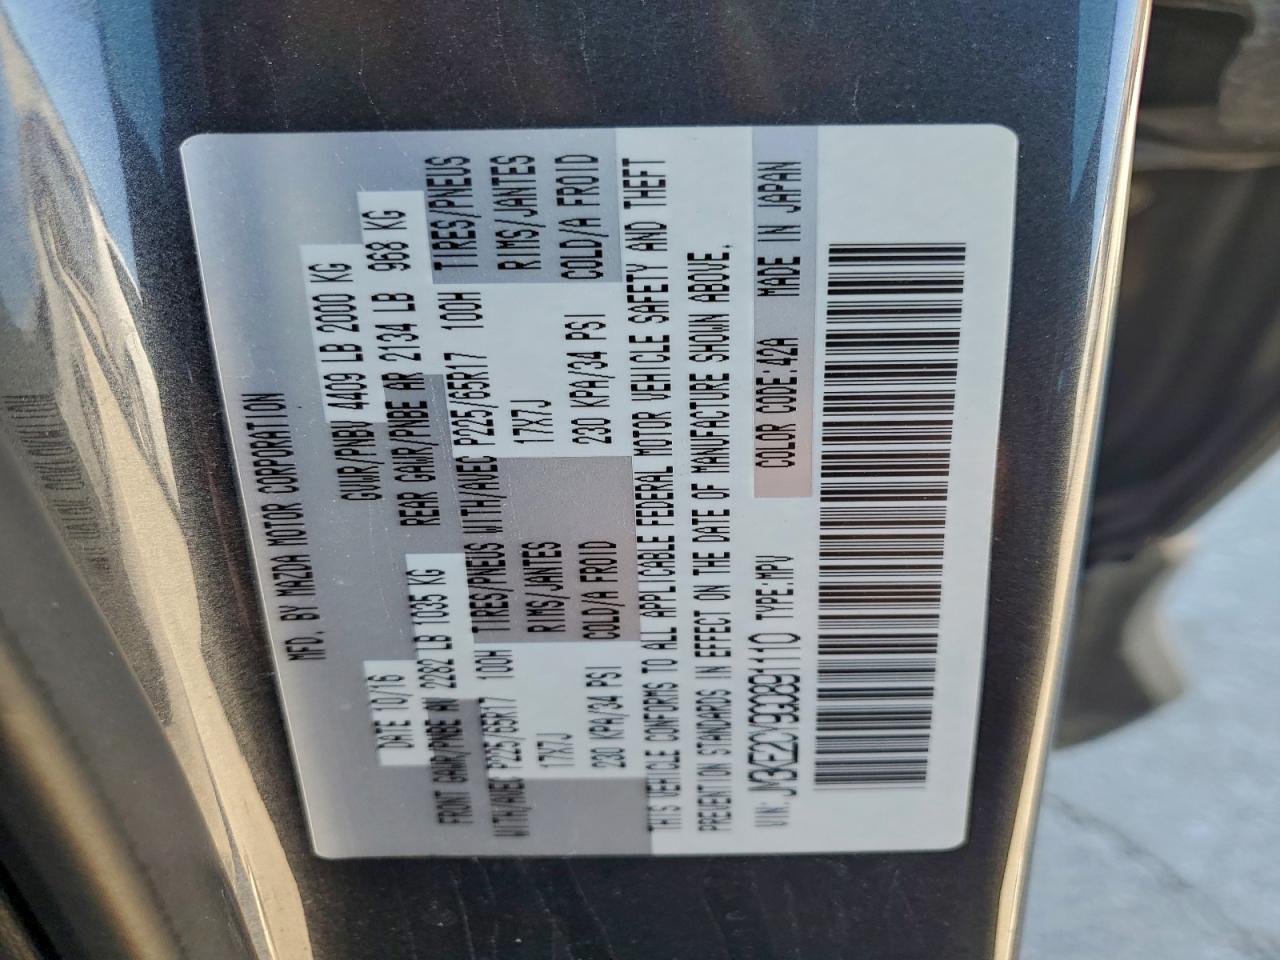 MFD. BY MAZDA MOTOR CORPORATION
DATE 10/16 GVWR/PNBV 4409 LB 2000 KG
FRONT GAWR/PNBE AV 2282 LB 1035 KG REAR GAWR/PNBE AR 2134 LB 968 KG
WITH/AVEC P225/65R17 100H TIRES/PNEUS WITH/AVEC P225/65R17 100H TIRES/PNEUS
17X7J RIMS/JANTES 17X7J RIMS/JANTES
230 KPA/34 PSI COLD/A FROID 230 KPA/34 PSI COLD/A FROID
THIS VEHICLE CONFORMS TO ALL APPLICABLE FEDERAL MOTOR VEHICLE SAFETY AND THEFT
PREVENTION STANDARDS IN EFFECT ON THE DATE OF MANUFACTURE SHOWN ABOVE.
VIN: TYPE:MPV COLOR CODE:42A MADE IN JAPAN